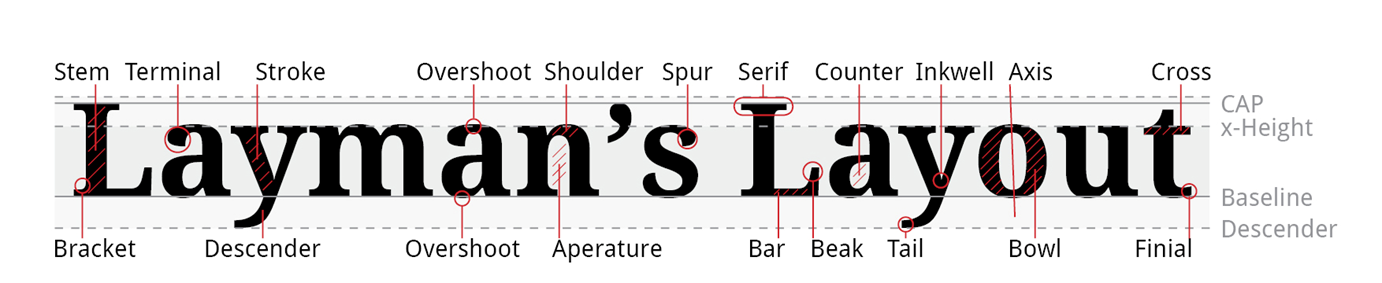 Stem Terminal Stroke Overshoot Shoulder Spur Serif Counter Inkwell Axis Cross
CAP
x-Height
Layman’s Layout
Baseline
Descender
Bracket Descender Overshoot Aperature Bar Beak Tail Bowl Finial